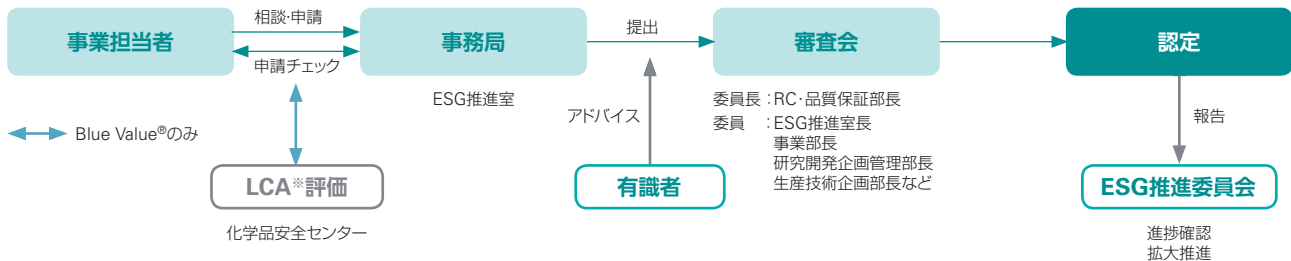 相談・申請
事業担当者
申請チェック
事務局
ESG推進室
提出
審査会
認定
委員長：RC・品質保証部長
委員　：ESG推進室長
事業部長
研究開発企画管理部長
生産技術企画部長など
アドバイス
報告
Blue Value®のみ
LCA※評価
化学品安全センター
有識者
ESG推進委員会
進捗確認
拡大推進